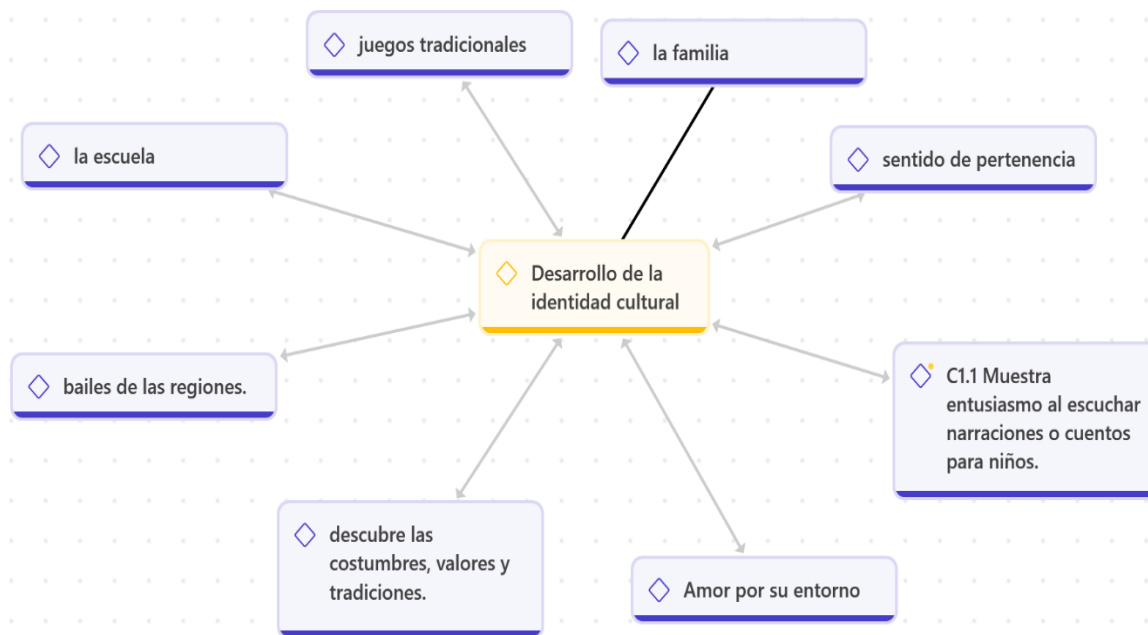 juegos tradicionales
la familia
la escuela
sentido de pertenencia
Desarrollo de la
identidad cultural
bailes de las regiones.
C1.1 Muestra
entusiasmo al escuchar
narraciones o cuentos
para niños.
descubre las
costumbres, valores y
tradiciones.
Amor por su entorno